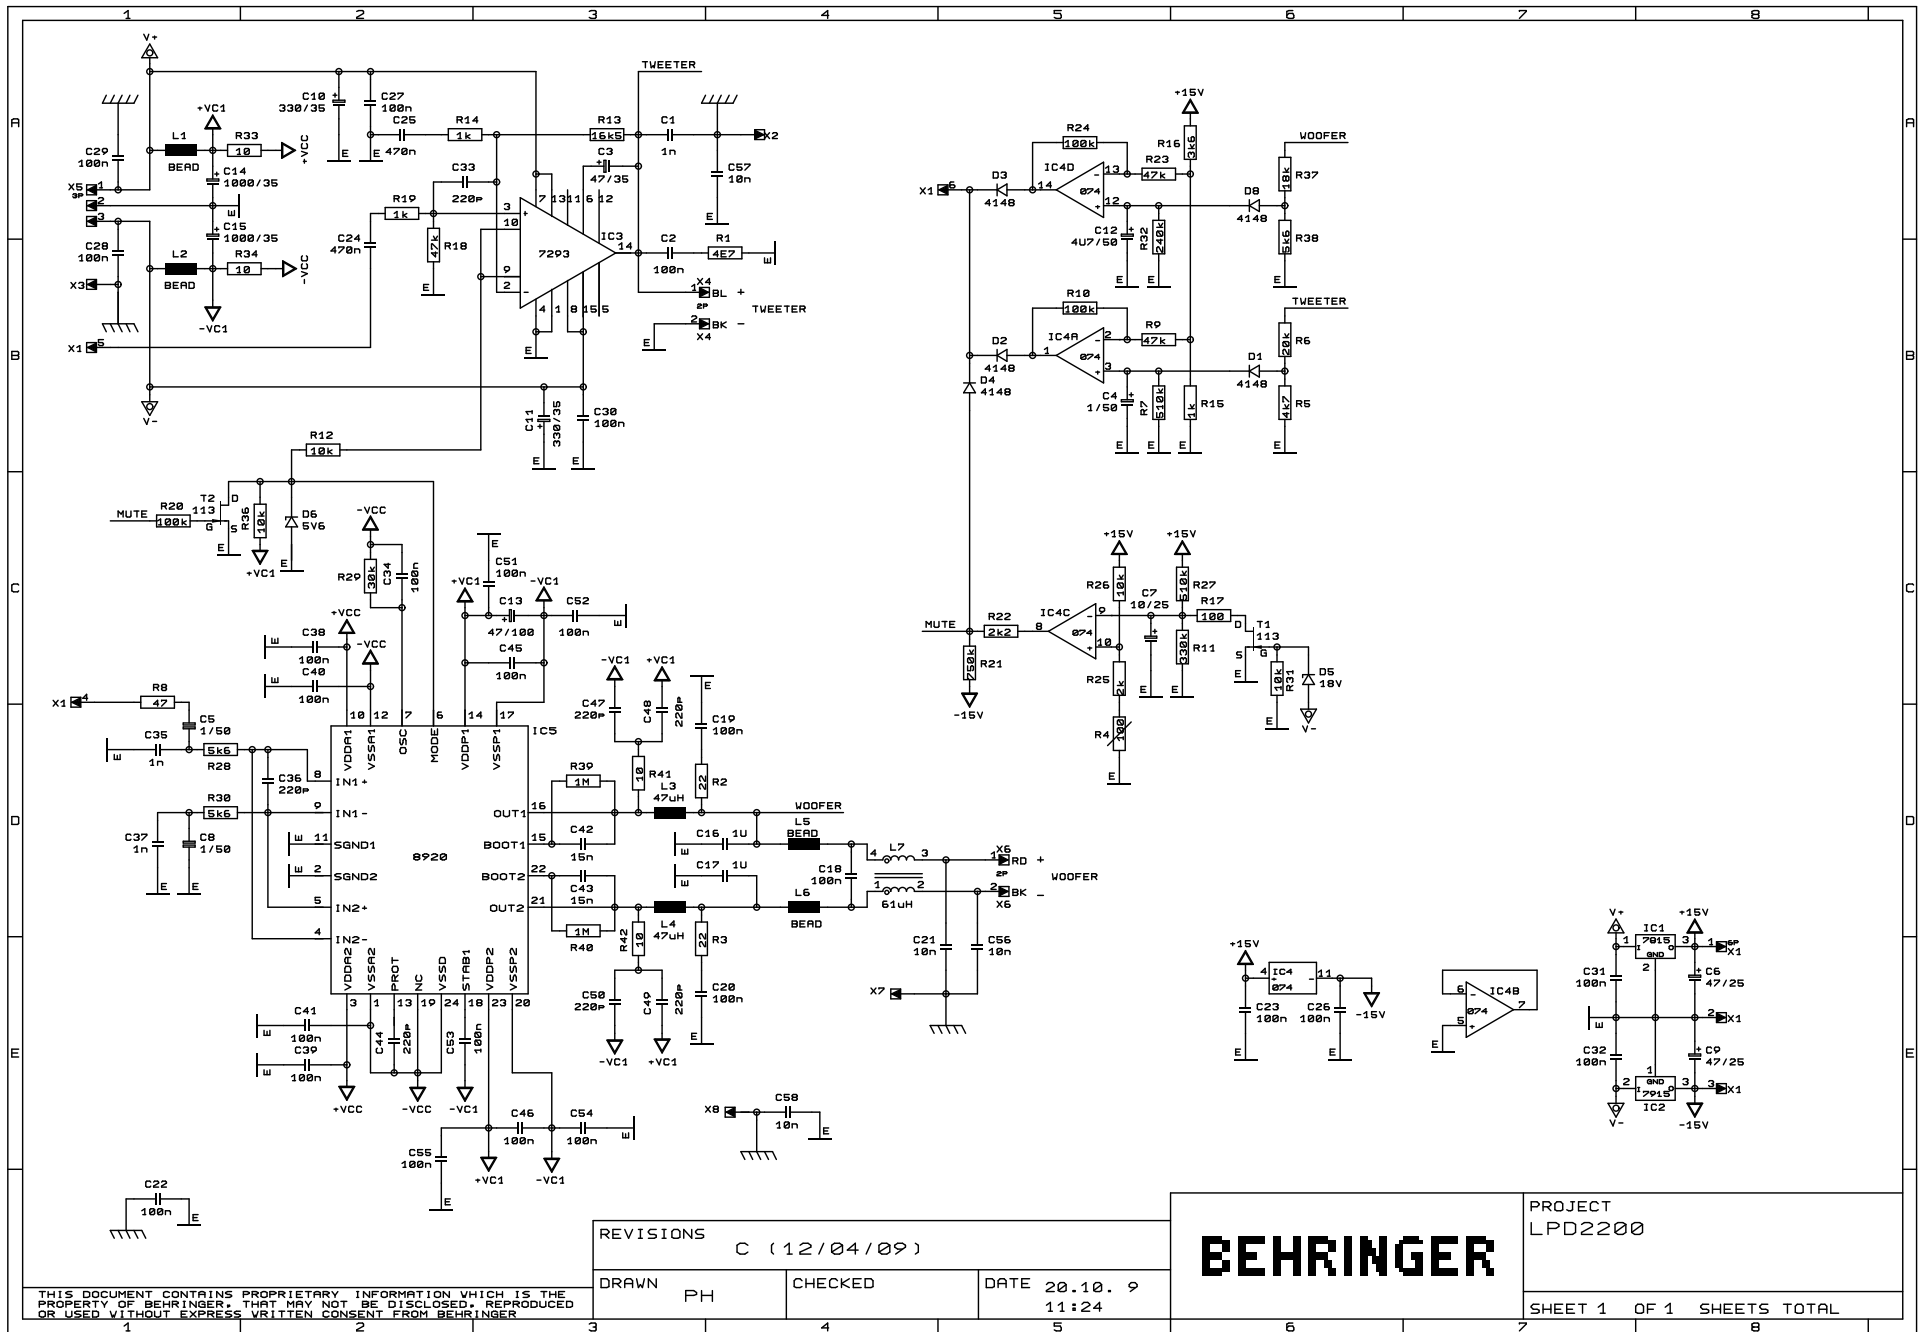 1 2 3 4 5 6 7 8
A
B
C
D
E
V+
TWEETER
C10
330/35
C27
100n
C25
470n
R14
1k
R13
16k5
C1
1n
X2
+VC1
L1
BEAD
R33
10
+VCC
C29
100n
C14
1000/35
X5
3P
1
2
3
C33
220p
C3
47/35
C57
10n
R19
1k
C24
470n
47k
R18
3
10
9
2
7 13 11 6 12
IC3
14
7293
4 1 8 15 5
C15
1000/35
C28
100n
L2
BEAD
R34
10
-VCC
X3
-VC1
X1
5
V-
C2
100n
R1
4E7
X4
1
BL +
2P
TWEETER
2
BK -
X4
C11
330/35
C30
100n
R12
10k
E
+15V
R24
100k
R16
3k6
WOOFER
IC4D
074
13
12
14
R23
47k
18k
R37
X1
6
D3
4148
D8
4148
C12
4U7/50
R32
240k
5k6
R38
R10
100k
IC4A
074
2
3
1
R9
47k
TWEETER
D2
4148
20k
R6
D1
4148
D4
4148
C4
1/50
R7
510k
1k
R15
4k7
R5
MUTE
R20
100k
T2
113
D
G
S
R36
10k
D6
5V6
+VC1
-VCC
R29
30k
C34
100n
C51
100n
+VC1
-VC1
C13
47/100
C52
100n
C45
100n
+VCC
-VCC
C38
100n
C40
100n
X1
4
R8
47
C5
1/50
C35
1n
5k6
R28
C36
220p
R30
5k6
C37
1n
C8
1/50
10 12 7 6 14 17
IC5
VDDA1
VSSA1
OSC
MODE
VDDP1
VSSP1
8 IN1+
9 IN1-
11 SGND1
2 SGND2
5 IN2+
4 IN2-
8920
OUT1 16
BOOT1 15
BOOT2 22
OUT2 21
VDDA2
VSSA2
PROT
NC
VSSD
STAB1
VDDP2
VSSP2
3 1 13 19 24 18 23 20
-VC1
+VC1
C47
220p
C48
220p
C19
100n
R39
1M
10
R41
22
R2
L3
47uH
WOOFER
C42
15n
C16 1U
L5
BEAD
C43
15n
C17 1U
C18
100n
4 L7 3
1 2
61uH
X6
1
RD +
2P
WOOFER
2
BK -
X6
1M
R40
R42
10
L4
47uH
22
R3
L6
BEAD
C21
10n
C56
10n
C50
220p
C49
220p
C20
100n
-VC1
+VC1
X7
C41
100n
C39
100n
C44
220p
C53
100n
+VCC
-VCC
-VC1
C46
100n
C54
100n
C55
100n
+VC1
-VC1
X8
C58
10n
C22
100n
MUTE
R22
2k2
8
IC4C
074
9
10
+15V
R26
10k
C7
10/25
+15V
510k
R27
R17
100
D
S
G
T1
113
750k
R21
-15V
R25
2k
330k
R11
10k
R31
D5
18V
V-
R4
100
+15V
4
IC4
074
11
C23
100n
C26
100n
-15V
6
5
IC4B
074
7
V+
+15V
IC1
1 7815 3
GND
2
1
6P
X1
C31
100n
C6
47/25
2
X1
C32
100n
C9
47/25
1
GND
2 7915 3
IC2
3
X1
V-
-15V
REVISIONS
C (12/04/09)
DRAWN
PH
CHECKED
DATE 20.10. 9
11:24
BEHRINGER
PROJECT
LPD2200
SHEET 1 OF 1 SHEETS TOTAL
THIS DOCUMENT CONTAINS PROPRIETARY INFORMATION WHICH IS THE
PROPERTY OF BEHRINGER. THAT MAY NOT BE DISCLOSED. REPRODUCED
OR USED WITHOUT EXPRESS WRITTEN CONSENT FROM BEHRINGER
1 2 3 4 5 6 7 8